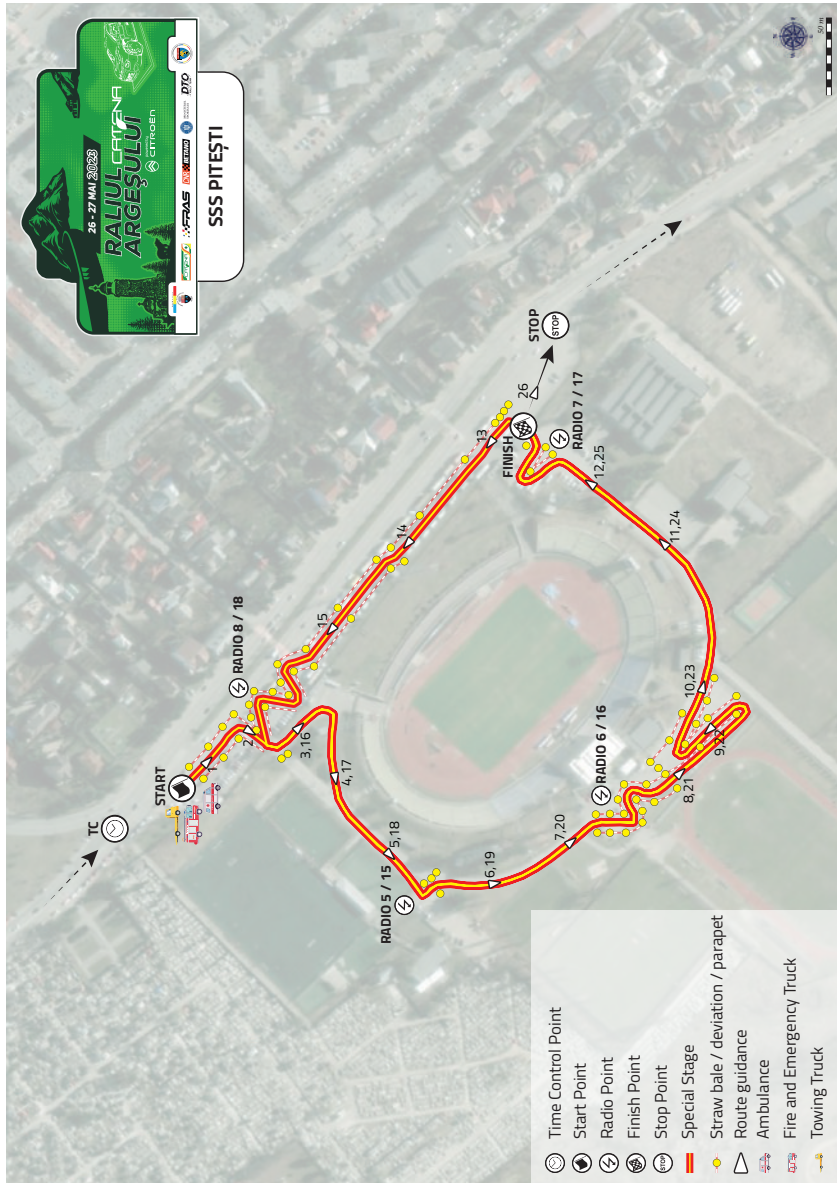 26 - 27 MAI 2023
RALIUL CATENA
ARGEȘULUI
CITROËN
FRAS
BETANO
DTO
SSS PITEȘTI
50 m
TC
START
RADIO 8 / 18
1
2
3,16
4,17
5,18
RADIO 5 / 15
6,19
7,20
RADIO 6 / 16
8,21
9,22
10,23
11,24
12,25
RADIO 7 / 17
FINISH
26
STOP
STOP
13
14
15
Time Control Point
Start Point
Radio Point
Finish Point
STOP
Stop Point
Special Stage
Straw bale / deviation / parapet
Route guidance
Ambulance
Fire and Emergency Truck
Towing Truck